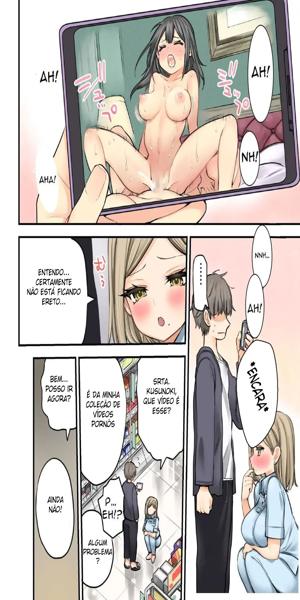 AH!
AH!
NH!
AHA!
NNH...
AH!
......
*ENCARA*
ENTENDO...
CERTAMENTE
NÃO ESTÁ FICANDO
ERETO...
SRTA.
KUSUNOKI,
QUE VÍDEO É
ESSE?
É DA MINHA
COLEÇÃO DE
VÍDEOS
PORNÔS
P...
EH!?
ALGUM
PROBLEMA?
BEM...
POSSO IR
AGORA?
AINDA
NÃO!